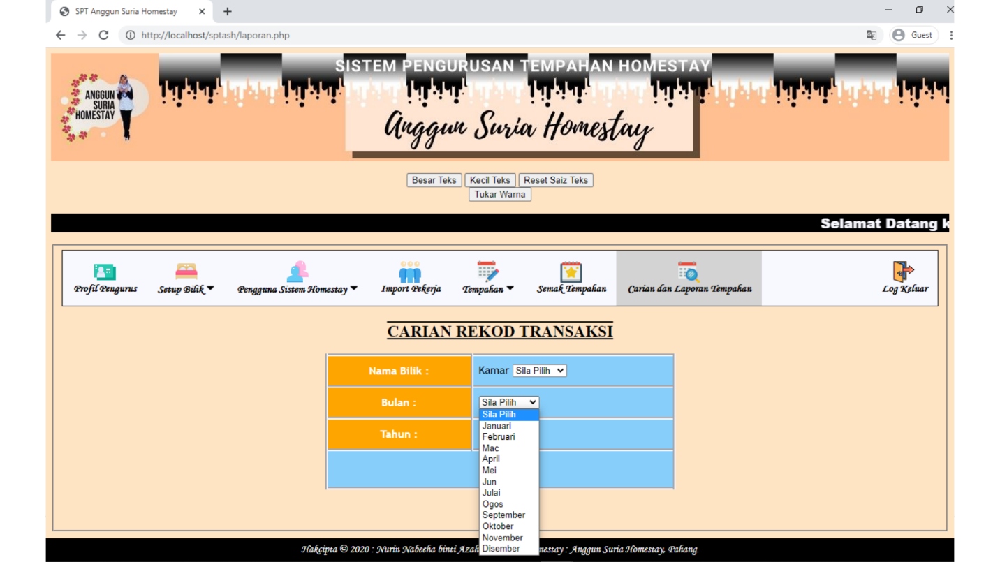 SPT Anggun Suria Homestay
http://localhost/sptash/laporan.php
Guest
SISTEM PENGURUSAN TEMPAHAN HOMESTAY
ANGGUN
SURIA
HOMESTAY
Anggun Suria Homestay
Besar Teks Kecil Teks Reset Saiz Teks
Tukar Warna
Selamat Datang k
Profil Pengurus Setup Bilik Pengguna Sistem Homestay Import Pekerja Tempahan Semak Tempahan Carian dan Laporan Tempahan Log Keluar
CARIAN REKOD TRANSAKSI
Nama Bilik : Kamar Sila Pilih
Bulan : Sila Pilih
Sila Pilih
Januari
Februari
Tahun :
Mac
April
Mei
Jun
Julai
Ogos
September
Oktober
November
Disember
Hakcipta © 2020 : Nurin Nabeeha binti Azah nestay : Anggun Suria Homestay, Pahang.